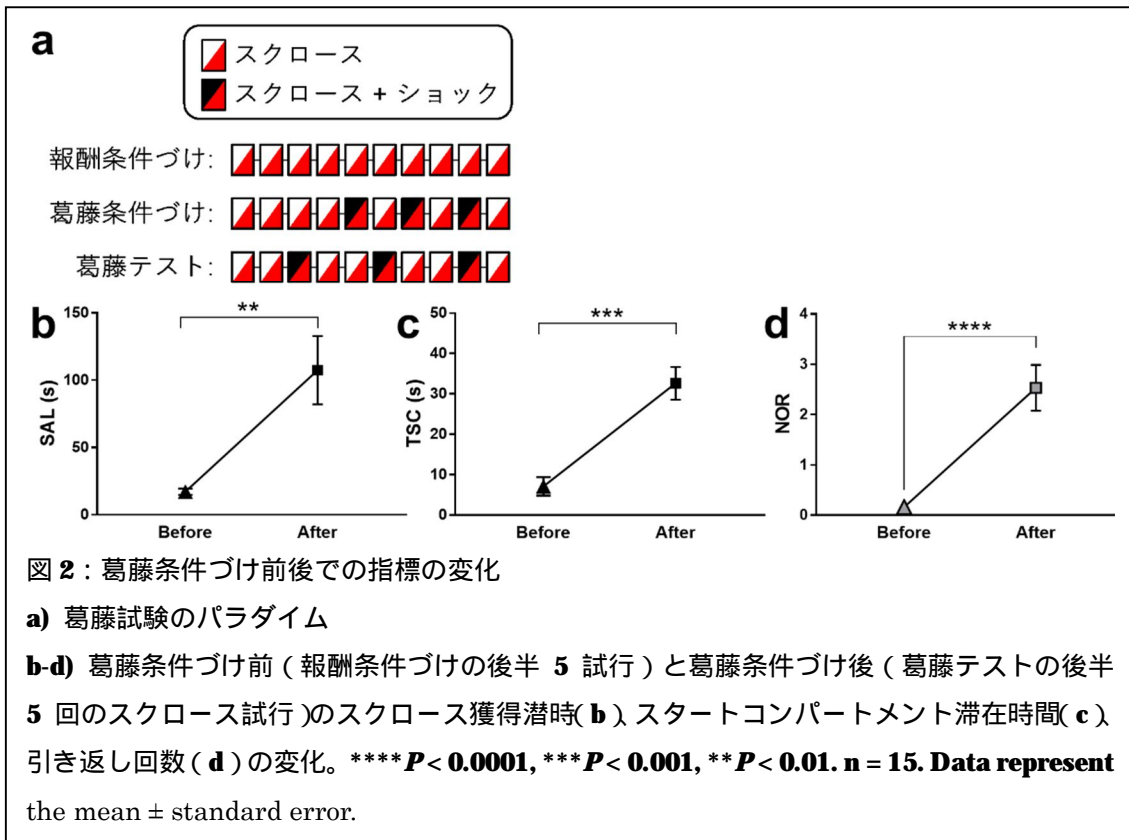 a
スクロース
スクロース + ショック
報酬条件づけ:
葛藤条件づけ:
葛藤テスト:
b
150
100
50
0
SAL (s)
**
Before
After
c
50
40
30
20
10
0
TSC (s)
***
Before
After
d
4
3
2
1
0
NOR
****
Before
After
図 2：葛藤条件づけ前後での指標の変化
a) 葛藤試験のパラダイム
b-d) 葛藤条件づけ前（報酬条件づけの後半 5 試行）と葛藤条件づけ後（葛藤テストの後半
5 回のスクロース試行）のスクロース獲得潜時（b）、スタートコンパートメント滞在時間（c）、
引き返し回数（d）の変化。****P < 0.0001, ***P < 0.001, **P < 0.01. n = 15. Data represent
the mean ± standard error.